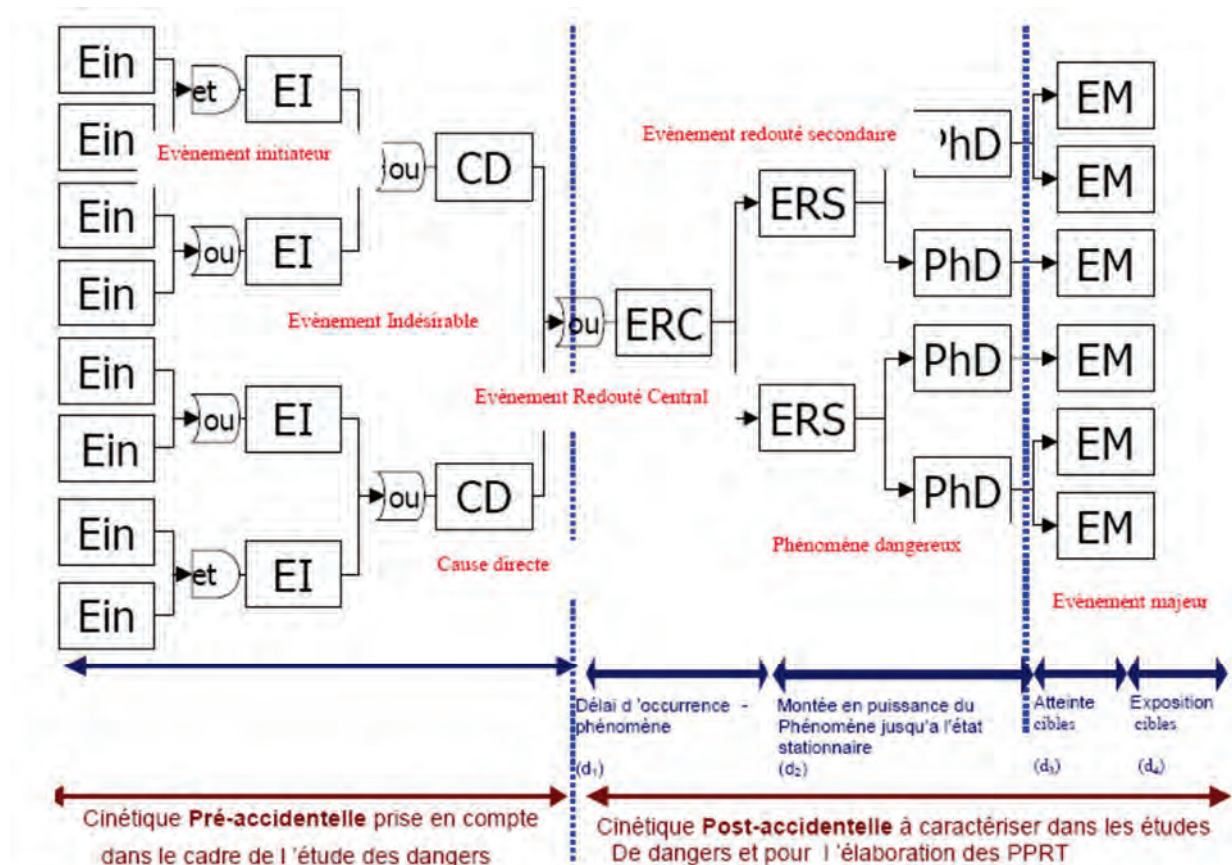 Ein
et
EI
Ein
Evènement initiateur
ou
CD
Ein
ou
EI
Ein
Evènement Indésirable
Ein
ou
EI
Ein
ou
CD
Ein
et
EI
Ein
Cause directe
ou
ERC
Evènement Redouté Central
Evènement redouté secondaire
ERS
ERS
PhD
PhD
PhD
PhD
Phénomène dangereux
EM
EM
EM
EM
EM
EM
Evènement majeur
Délai d 'occurrence -
phénomène
(d₁)
Montée en puissance du
Phénomène jusqu'a l'état
stationnaire
(d₂)
Atteinte
cibles
(d₃)
Exposition
cibles
(d₄)
Cinétique Pré-accidentelle prise en compte
dans le cadre de l 'étude des dangers
Cinétique Post-accidentelle à caractériser dans les études
De dangers et pour l 'élaboration des PPRT